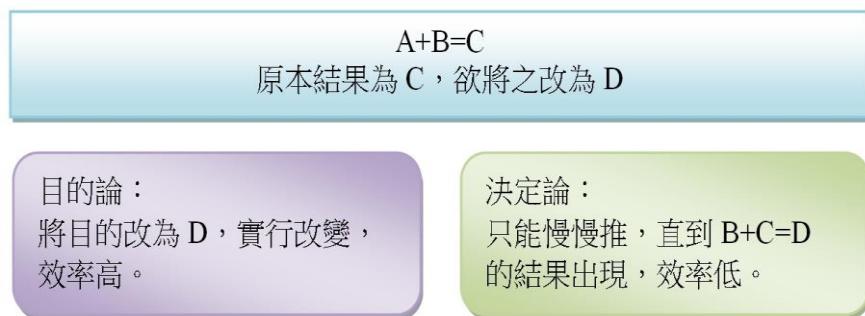 A+B=C
原本結果為 C，欲將之改為 D
目的論：
將目的改為 D，實行改變，
效率高。
決定論：
只能慢慢推，直到 B+C=D
的結果出現，效率低。